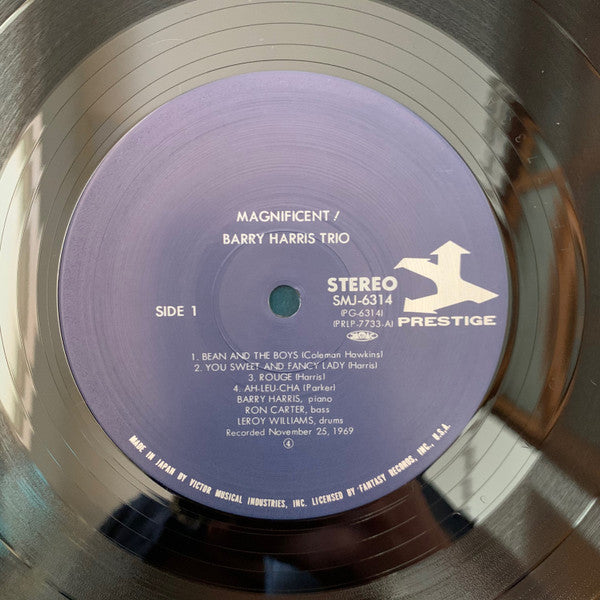 MAGNIFICENT!
BARRY HARRIS TRIO
STEREO
SMJ-6314
(PG-6314)
(PRLP-7733-A)
PRESTIGE
SIDE 1
1. BEAN AND THE BOYS (Coleman Hawkins)
2. YOU SWEET AND FANCY LADY (Harris)
3. ROUGE (Harris)
4. AH-LEU-CHA (Parker)
BARRY HARRIS, piano
RON CARTER, bass
LEROY WILLIAMS, drums
Recorded November 25, 1969
④
MADE IN JAPAN BY VICTOR MUSICAL INDUSTRIES, INC. LICENSED BY FANTASY RECORDS, INC., U.S.A.